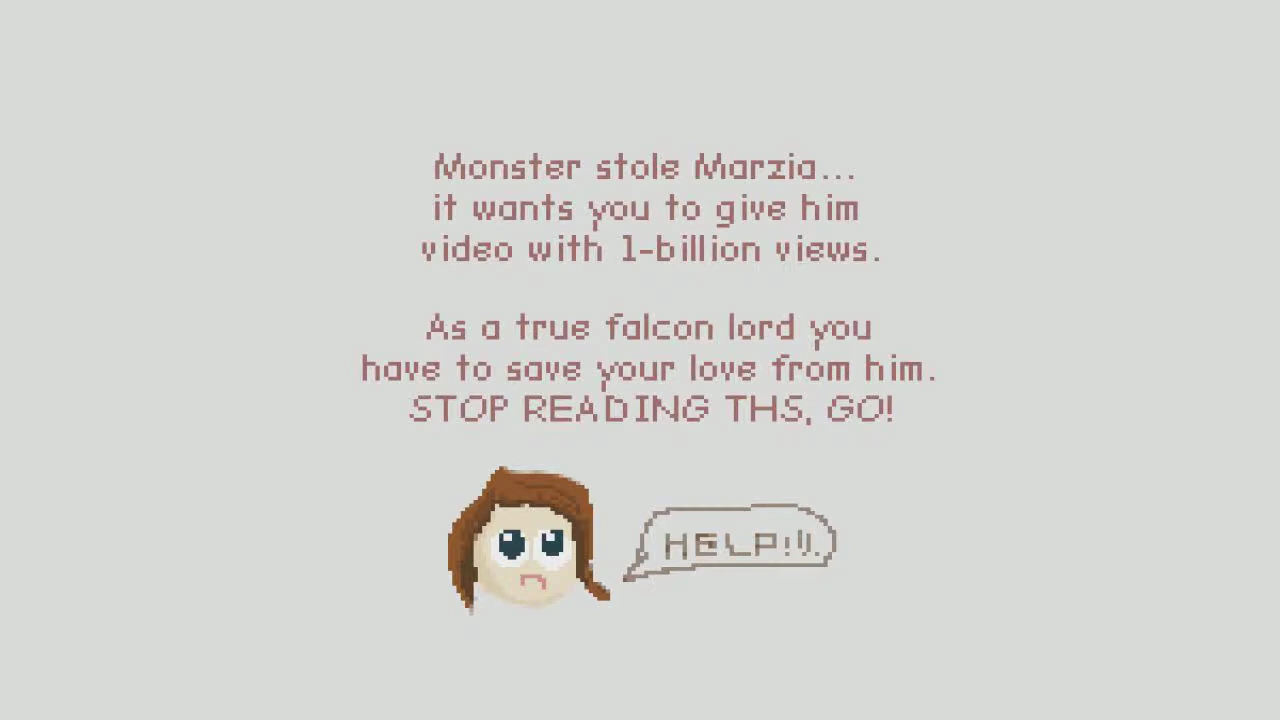 Monster stole Marzia...
it wants you to give him
video with 1-billion views.
As a true falcon lord you
have to save your love from him.
STOP READING THS, GO!
HELP!!!